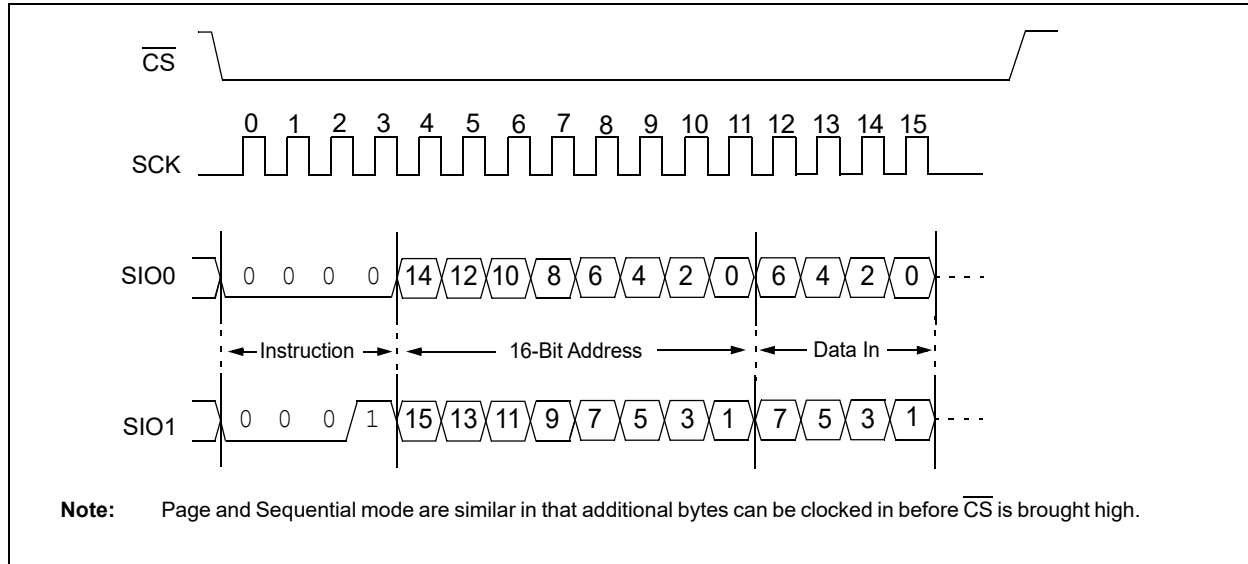 CS
0 1 2 3 4 5 6 7 8 9 10 11 12 13 14 15
SCK
SIO0 0 0 0 0 14 12 10 8 6 4 2 0 6 4 2 0
Instruction 16-Bit Address Data In
SIO1 0 0 0 1 15 13 11 9 7 5 3 1 7 5 3 1
Note: Page and Sequential mode are similar in that additional bytes can be clocked in before CS is brought high.